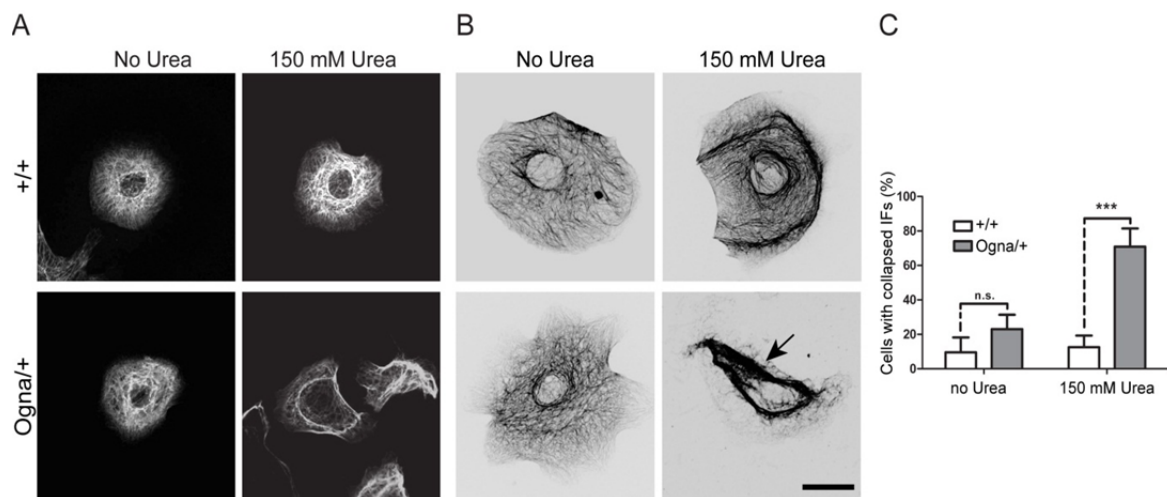 A
No Urea
150 mM Urea
+/+
Ogna/+
B
No Urea
150 mM Urea
C
Cells with collapsed IFs (%)
100
80
60
40
20
0
+/+
Ogna/+
n.s.
***
no Urea
150 mM Urea